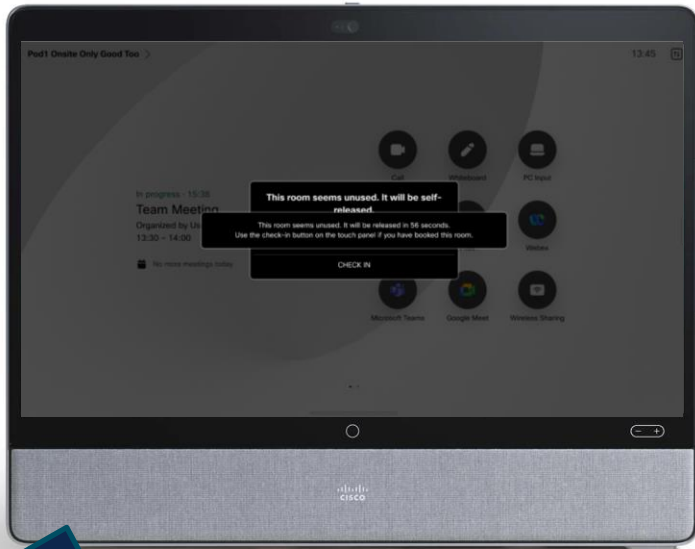 Pod1 Onsite Only Good Too >
13:45
Call
Whiteboard
PC Input
In progress - 15:36
Team Meeting
Organized by Us
13:30 – 14:00
No more meetings today
This room seems unused. It will be self-
released.
This room seems unused. It will be released in 56 seconds.
Use the check-in button on the touch panel if you have booked this room.
CHECK IN
Webex
Microsoft Teams
Google Meet
Wireless Sharing
- +
CISCO